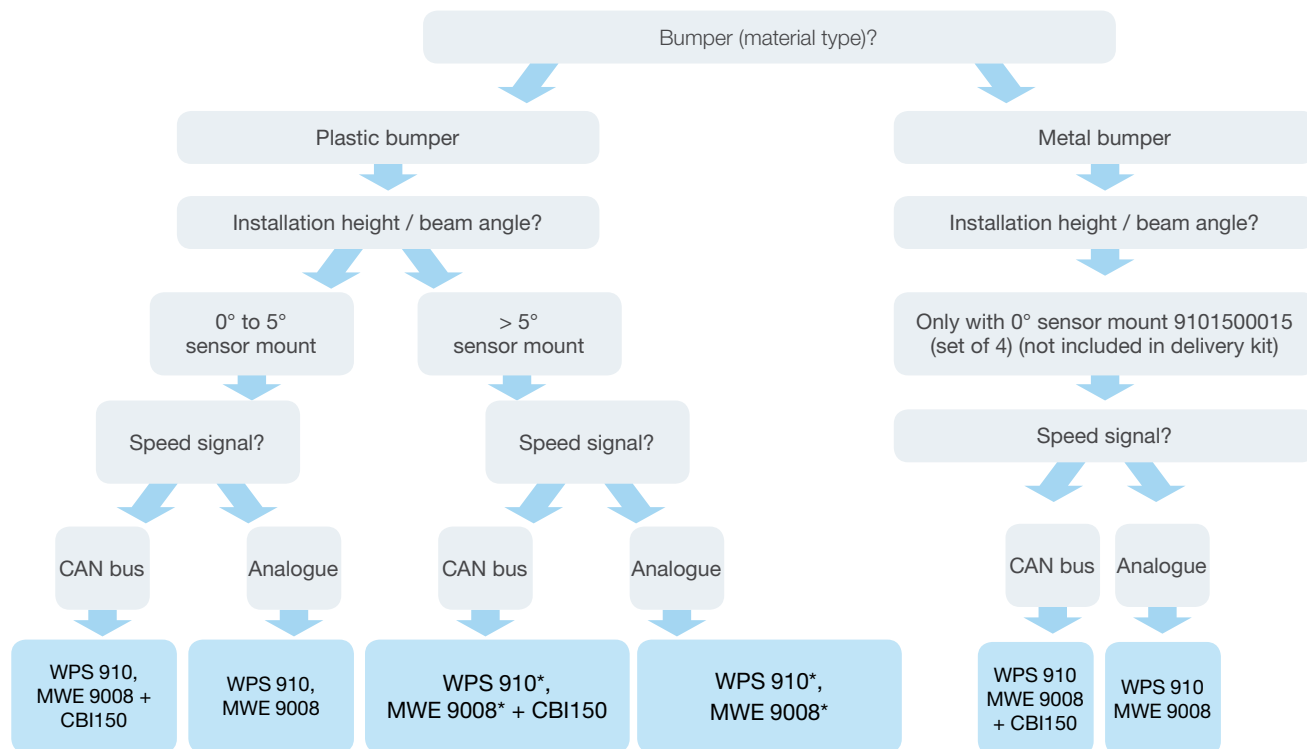 Bumper (material type)?
Plastic bumper
Metal bumper
Installation height / beam angle?
Installation height / beam angle?
0° to 5°
sensor mount
> 5°
sensor mount
Only with 0° sensor mount 9101500015
(set of 4) (not included in delivery kit)
Speed signal?
Speed signal?
Speed signal?
CAN bus
Analogue
CAN bus
Analogue
CAN bus
Analogue
WPS 910,
MWE 9008 +
CBI150
WPS 910,
MWE 9008
WPS 910*,
MWE 9008* + CBI150
WPS 910*,
MWE 9008*
WPS 910
MWE 9008
+ CBI150
WPS 910
MWE 9008